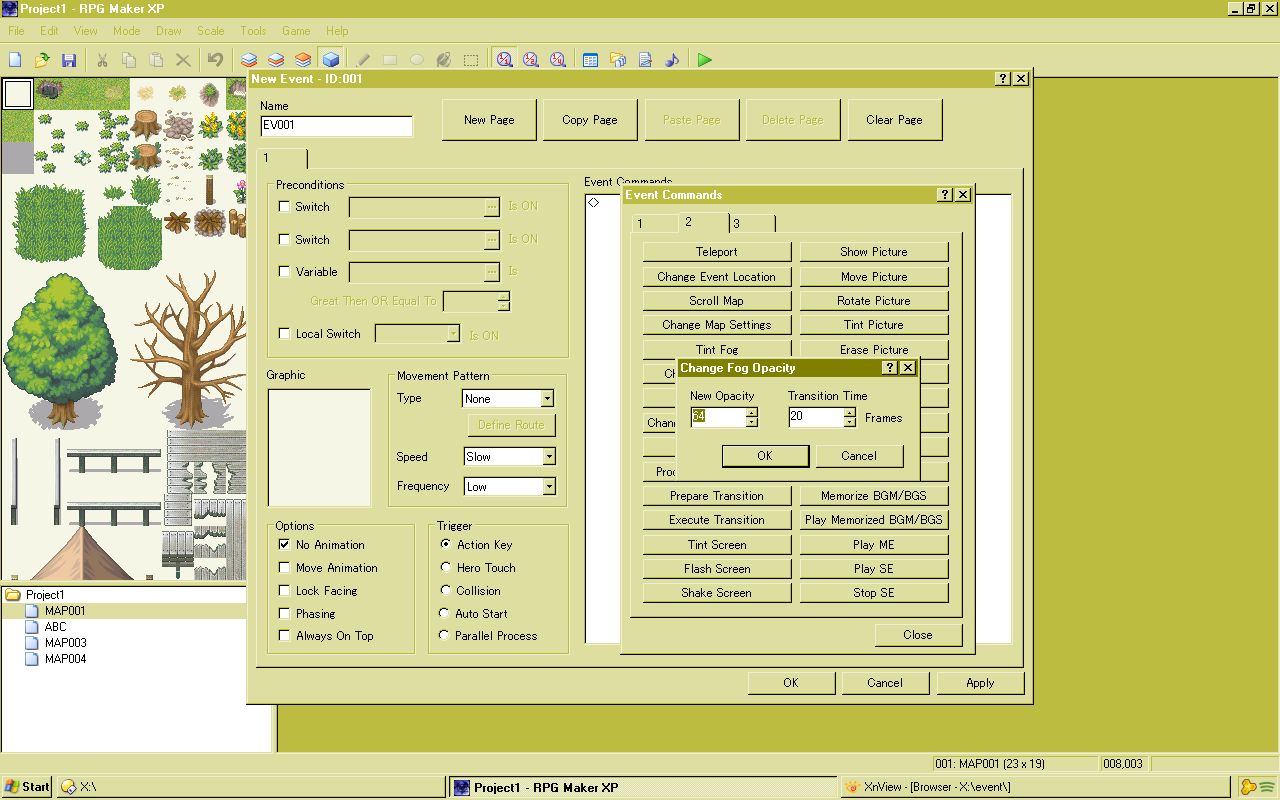 Project1 - RPG Maker XP
File Edit View Mode Draw Scale Tools Game Help
New Event - ID:001
Name
EV001
New Page
Copy Page
Paste Page
Delete Page
Clear Page
1
Preconditions
Switch
Is ON
Switch
Is ON
Variable
Is
Great Then OR Equal To
Local Switch
Is ON
Graphic
Movement Pattern
Type
None
Define Route
Speed
Slow
Frequency
Low
Options
No Animation
Move Animation
Lock Facing
Phasing
Always On Top
Trigger
Action Key
Hero Touch
Collision
Auto Start
Parallel Process
Event Commands
Event Commands
1
2
3
Teleport
Show Picture
Change Event Location
Move Picture
Scroll Map
Rotate Picture
Change Map Settings
Tint Picture
Tint Fog
Erase Picture
Change Fog Opacity
New Opacity
Transition Time
64
20
Frames
OK
Cancel
Prepare Transition
Memorize BGM/BGS
Execute Transition
Play Memorized BGM/BGS
Tint Screen
Play ME
Flash Screen
Play SE
Shake Screen
Stop SE
Close
OK
Cancel
Apply
Project1
MAP001
ABC
MAP003
MAP004
001: MAP001 (23 x 19)
008,003
Start
X:\
Project1 - RPG Maker XP
XnView - [Browser - X:\event\]